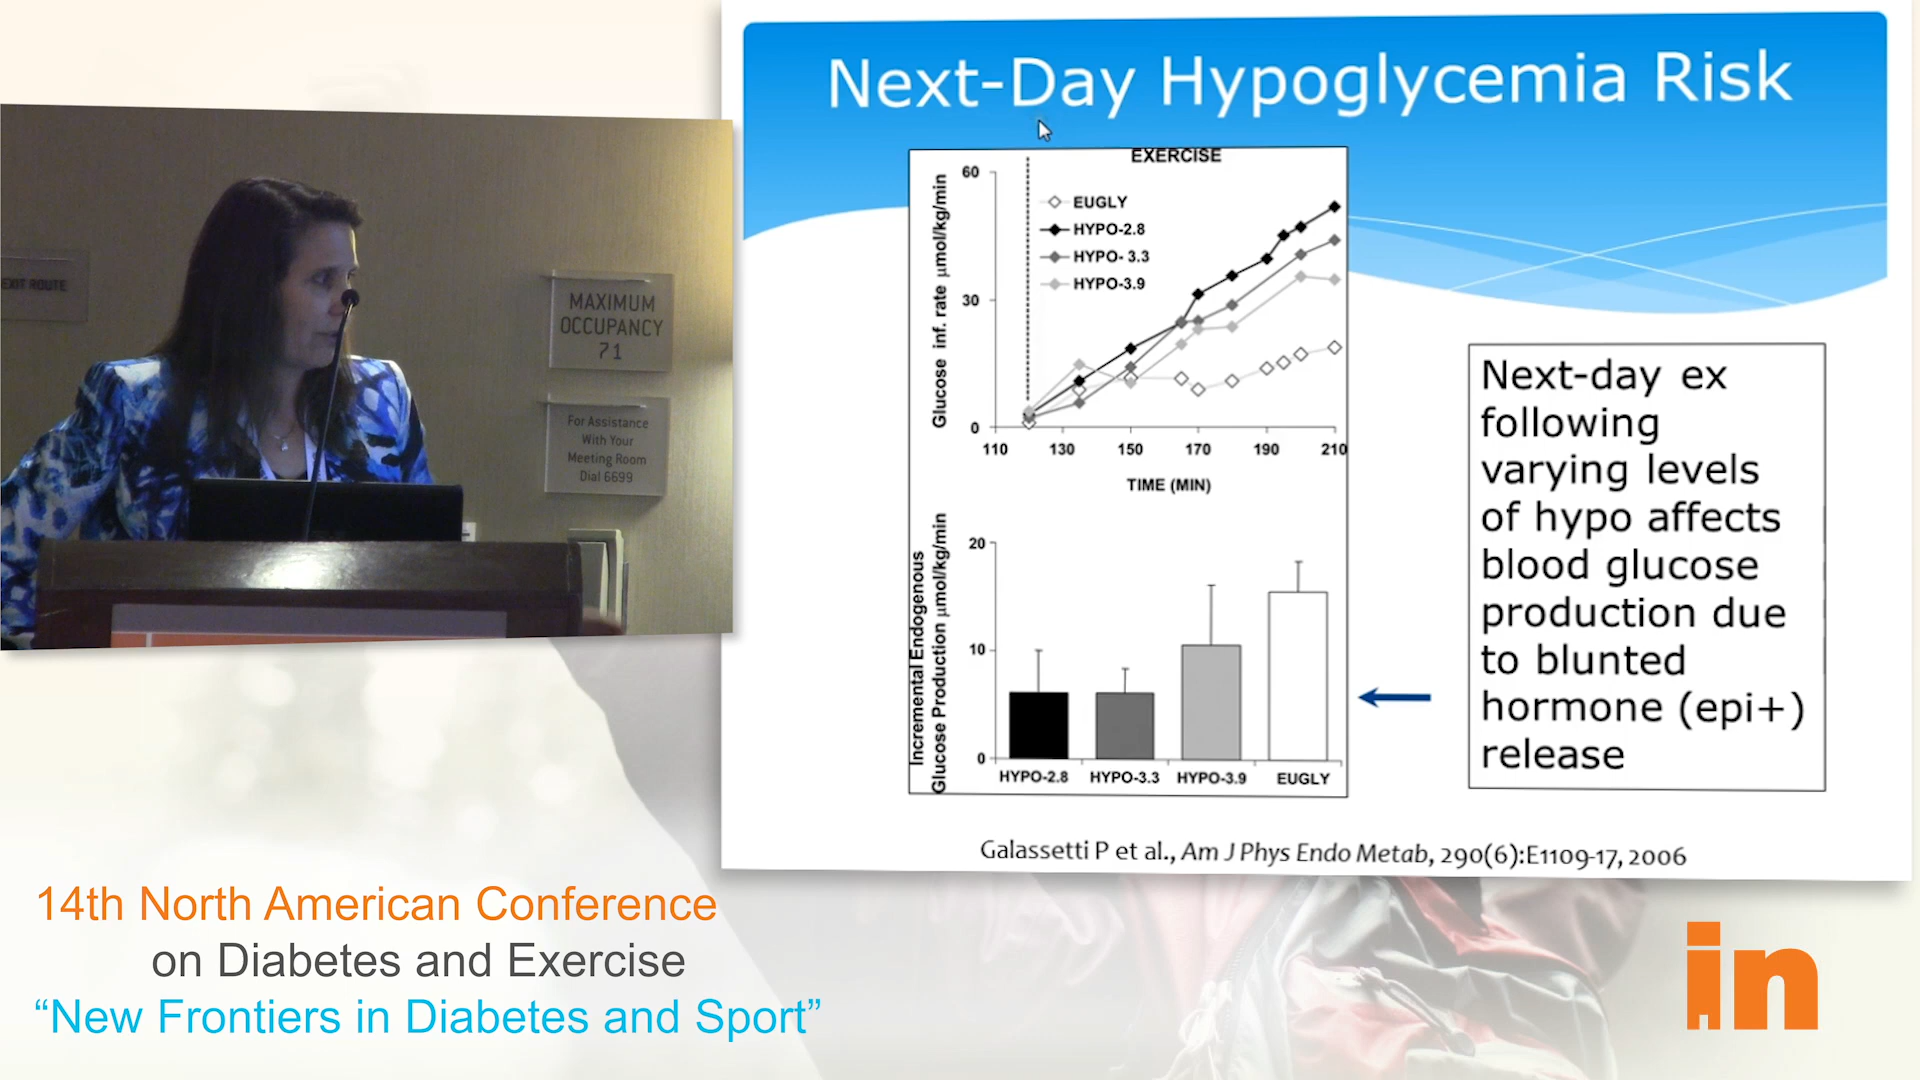 Next-Day Hypoglycemia Risk
EXERCISE
60
30
0
Glucose inf. rate µmol/kg/min
EUGLY
HYPO-2.8
HYPO- 3.3
HYPO-3.9
110 130 150 170 190 210
TIME (MIN)
Incremental Endogenous
Glucose Production µmol/kg/min
20
10
0
HYPO-2.8 HYPO-3.3 HYPO-3.9 EUGLY
Next-day ex
following
varying levels
of hypo affects
blood glucose
production due
to blunted
hormone (epi+)
release
Galassetti P et al., Am J Phys Endo Metab, 290(6):E1109-17, 2006
EXIT ROUTE
MAXIMUM
OCCUPANCY
71
For Assistance
With Your
Meeting Room
Dial 6699
14th North American Conference
on Diabetes and Exercise
“New Frontiers in Diabetes and Sport”
in